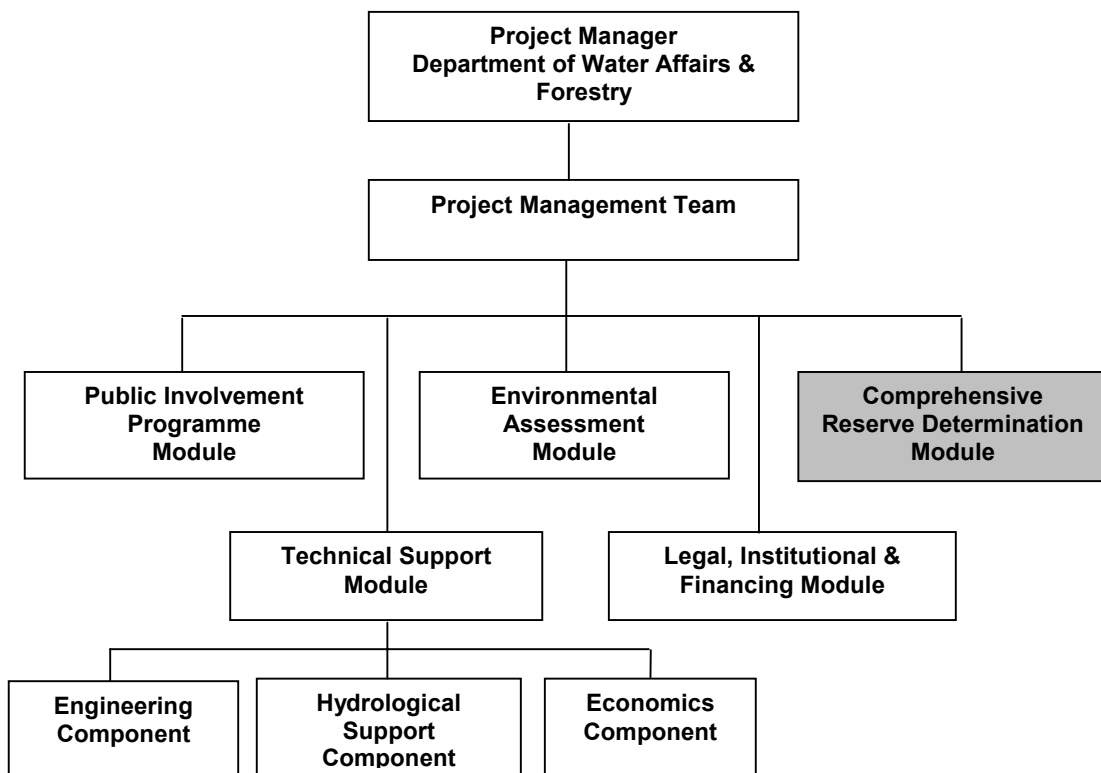 Project Manager
Department of Water Affairs &
Forestry
Project Management Team
Public Involvement
Programme
Module
Environmental
Assessment
Module
Comprehensive
Reserve Determination
Module
Technical Support
Module
Legal, Institutional &
Financing Module
Engineering
Component
Hydrological
Support
Component
Economics
Component